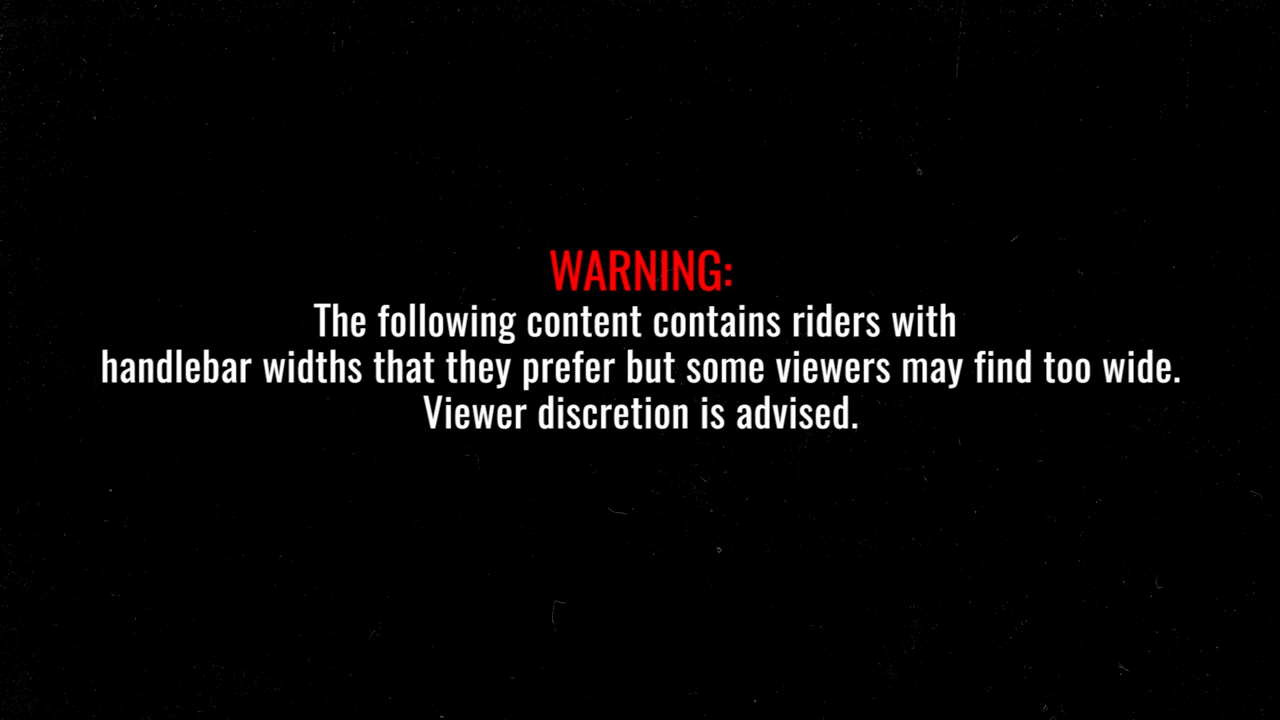 WARNING:
The following content contains riders with
handlebar widths that they prefer but some viewers may find too wide.
Viewer discretion is advised.